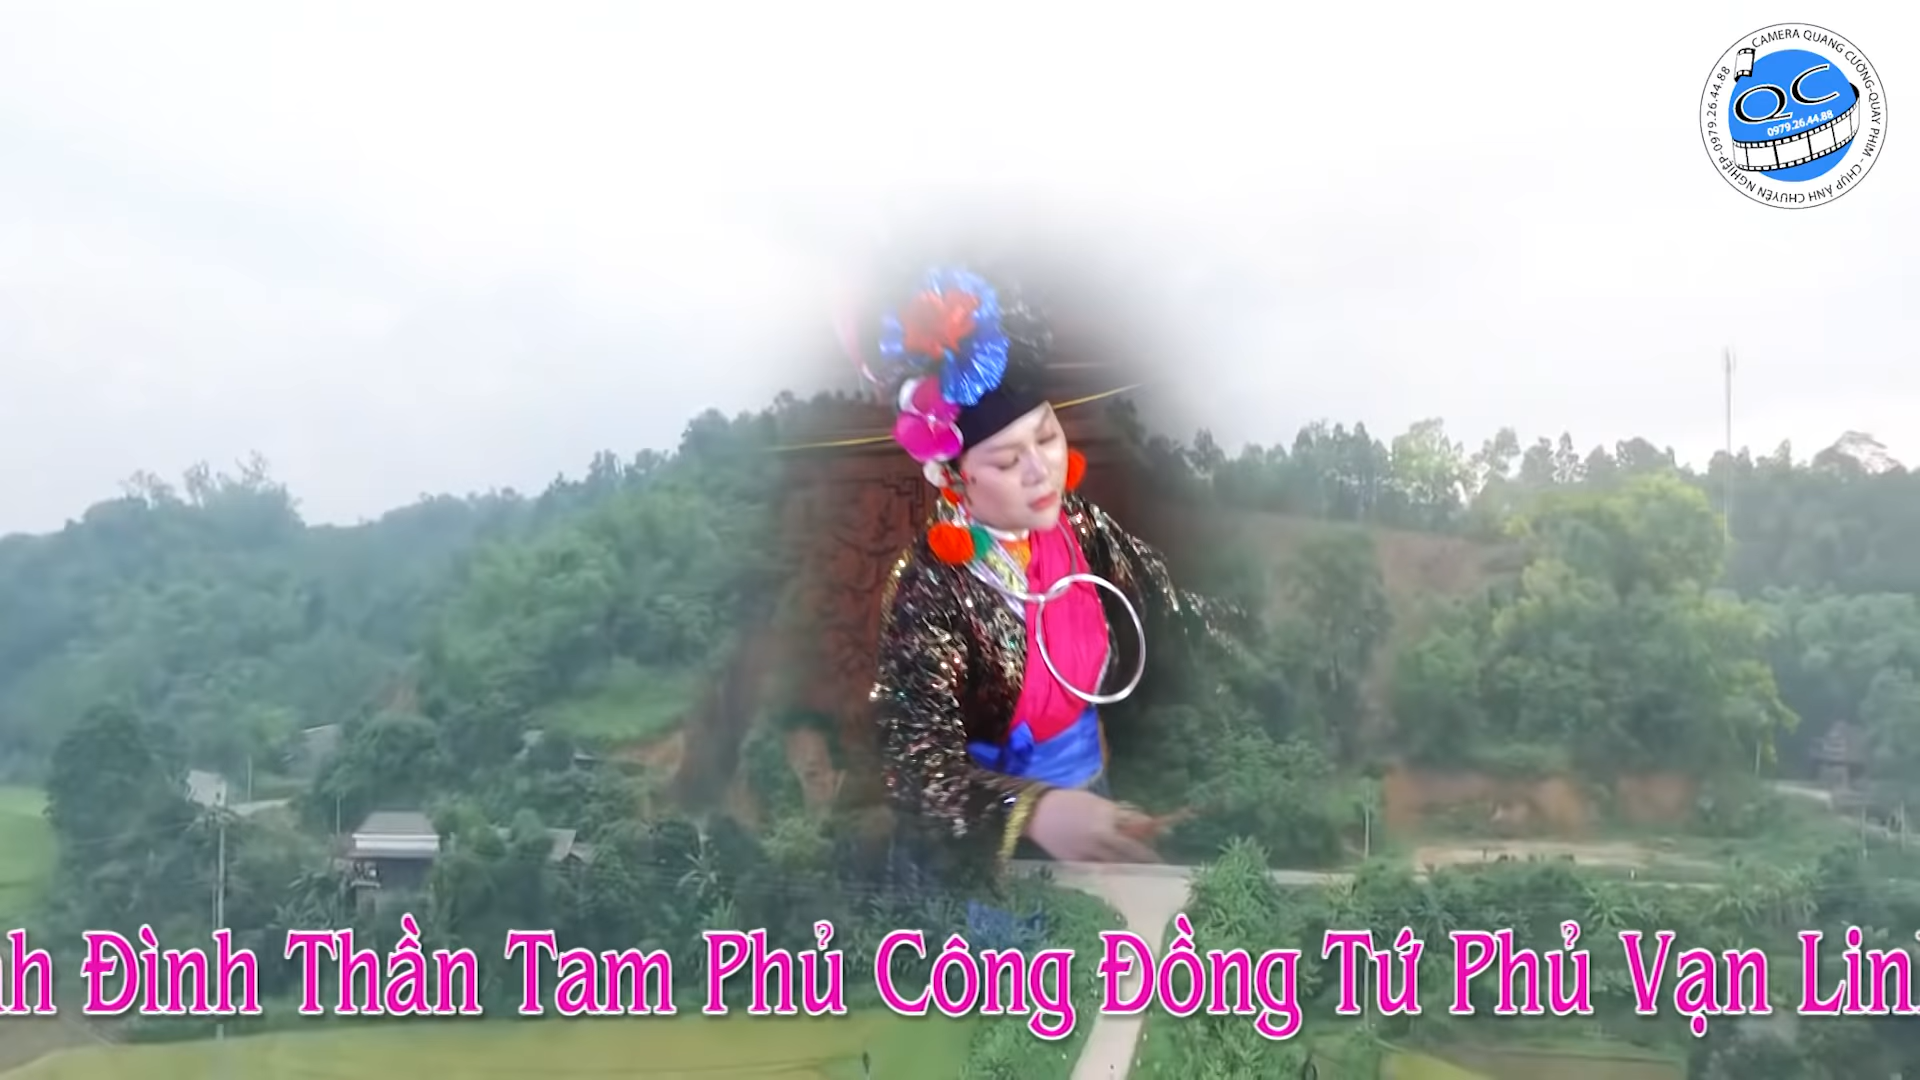 CAMERA QUANG CƯỜNG-QUAY PHIM - CHỤP ẢNH CHUYÊN NGHIỆP-0979.26.44.88
QC
0979.26.44.88
Đình Thần Tam Phủ Công Đồng Tứ Phủ Vạn